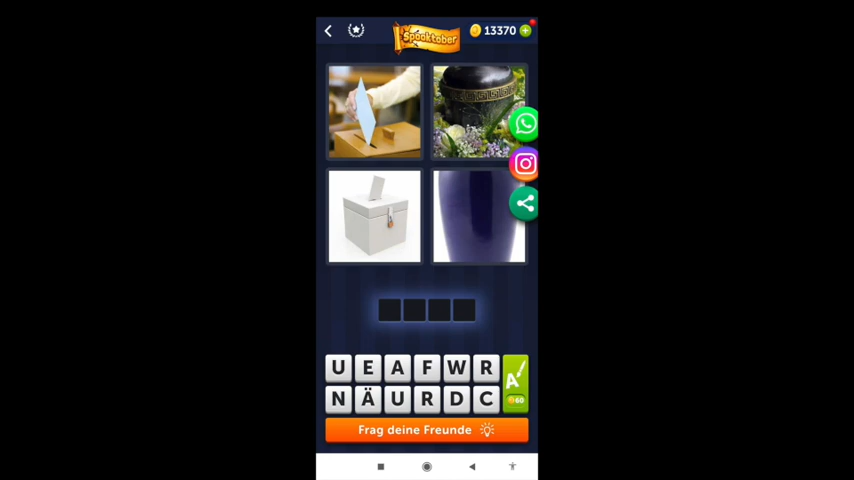 Spooktober
13370
U E A F W R
N Ä U R D C
A
60
Frag deine Freunde